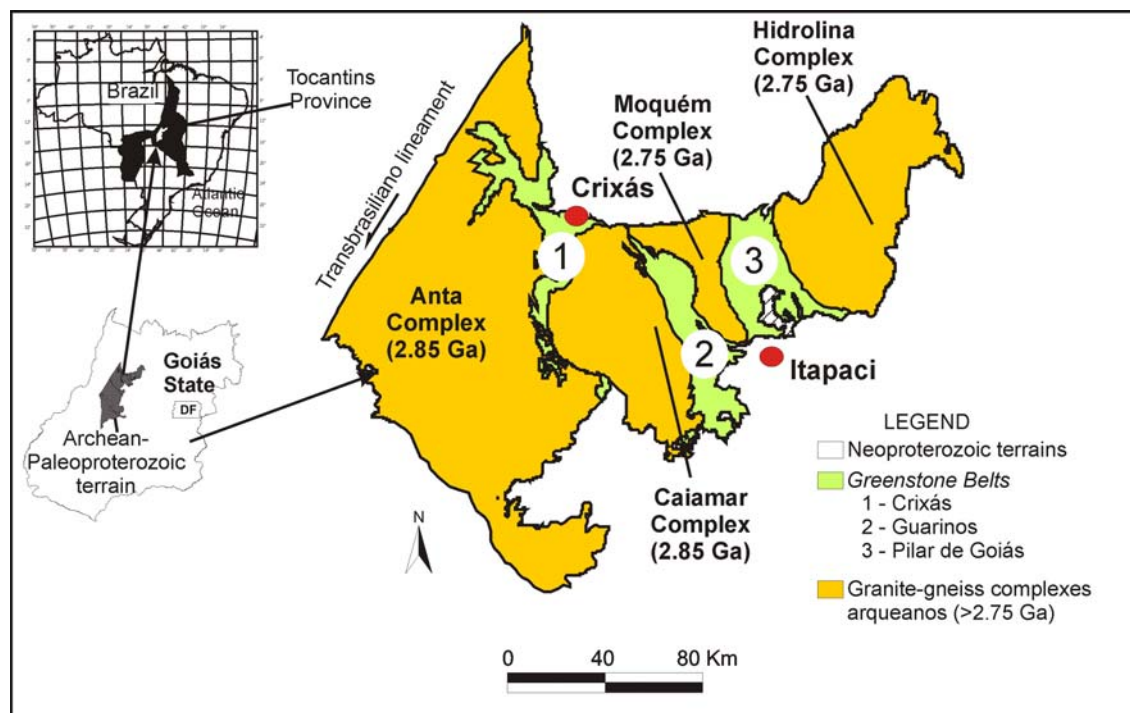 Brazil
Tocantins
Province
Atlantic
Ocean
Goiás
State
DF
Archean-
Paleoproterozoic
terrain
Transbrasiliano lineament
Anta
Complex
(2.85 Ga)
Crixás
1
Moquém
Complex
(2.75 Ga)
Hidrolina
Complex
(2.75 Ga)
3
2
Itapaci
Caiamar
Complex
(2.85 Ga)
N
LEGEND
Neoproterozoic terrains
Greenstone Belts
1 - Crixás
2 - Guarinos
3 - Pilar de Goiás
Granite-gneiss complexes
arqueanos (>2.75 Ga)
0 40 80 Km